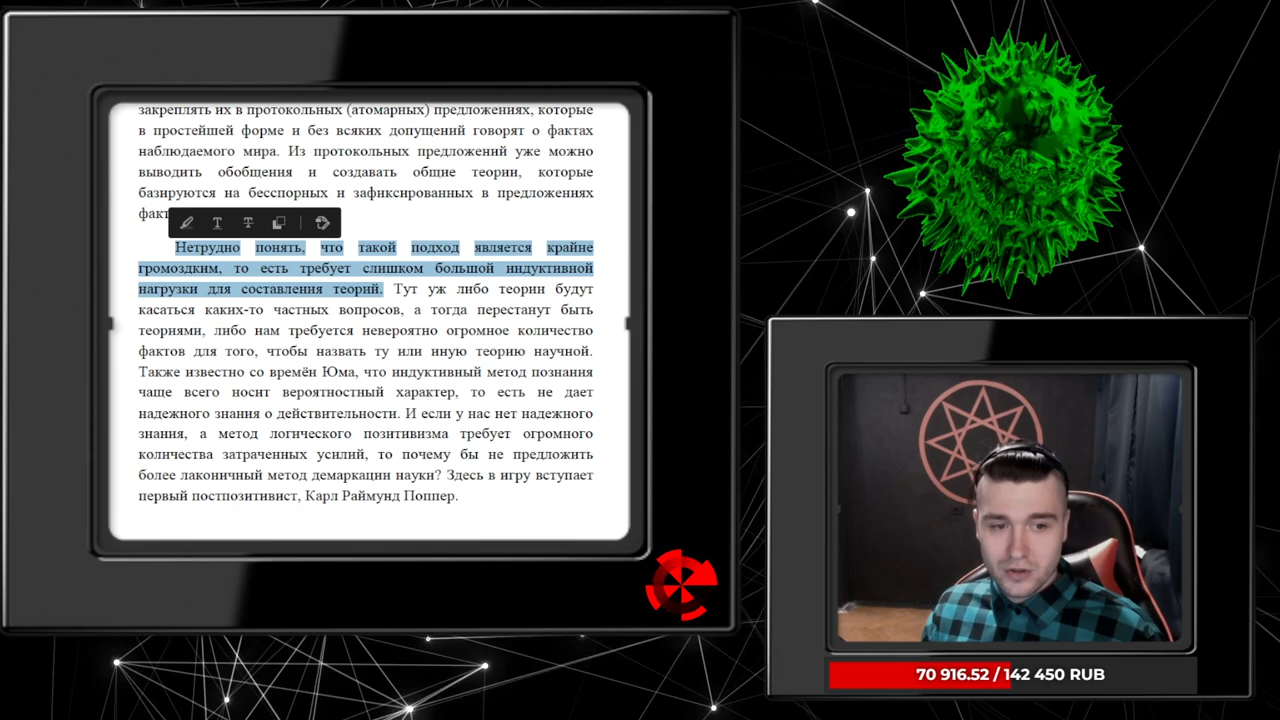 закреплять их в протокольных (атомарных) предложениях, которые
в простейшей форме и без всяких допущений говорят о фактах
наблюдаемого мира. Из протокольных предложений уже можно
выводить обобщения и создавать общие теории, которые
базируются на бесспорных и зафиксированных в предложениях
факт
Нетрудно понять, что такой подход является крайне
громоздким, то есть требует слишком большой индуктивной
нагрузки для составления теорий. Тут уж либо теории будут
касаться каких-то частных вопросов, а тогда перестанут быть
теориями, либо нам требуется невероятно огромное количество
фактов для того, чтобы назвать ту или иную теорию научной.
Также известно со времён Юма, что индуктивный метод познания
чаще всего носит вероятностный характер, то есть не дает
надежного знания о действительности. И если у нас нет надежного
знания, а метод логического позитивизма требует огромного
количества затраченных усилий, то почему бы не предложить
более лаконичный метод демаркации науки? Здесь в игру вступает
первый постпозитивист, Карл Раймунд Поппер.
70 916.52 / 142 450 RUB